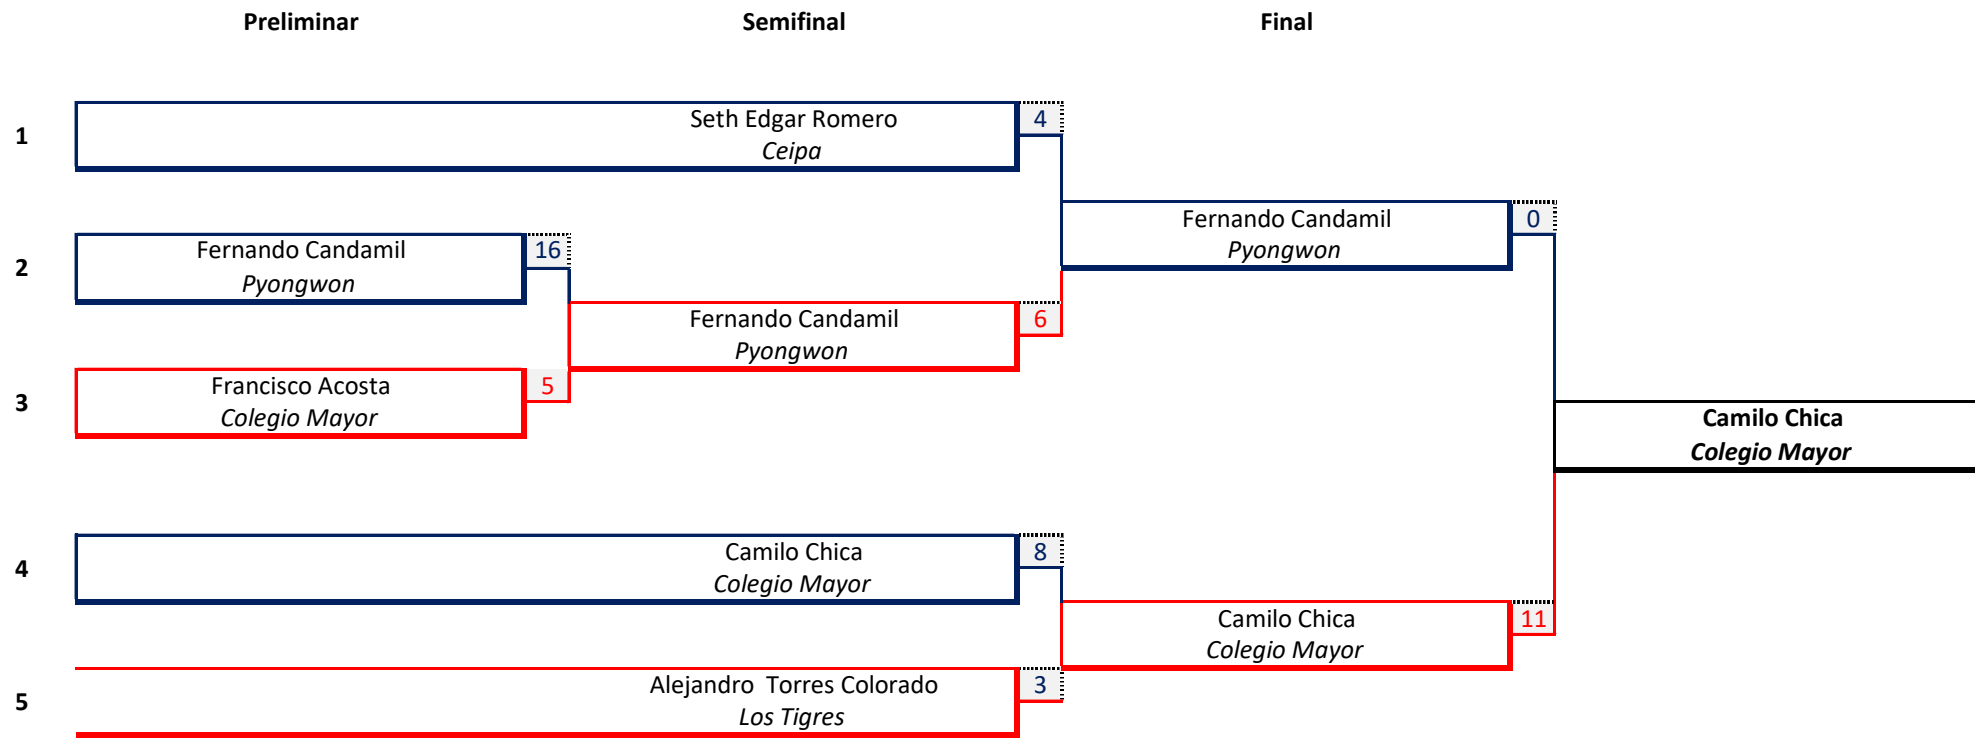 Preliminar
Semifinal
Final
1
Seth Edgar Romero
Ceipa
4
2
Fernando Candamil
Pyongwon
16
Fernando Candamil
Pyongwon
0
Fernando Candamil
Pyongwon
6
3
Francisco Acosta
Colegio Mayor
5
Camilo Chica
Colegio Mayor
4
Camilo Chica
Colegio Mayor
8
Camilo Chica
Colegio Mayor
11
5
Alejandro  Torres Colorado
Los Tigres
3